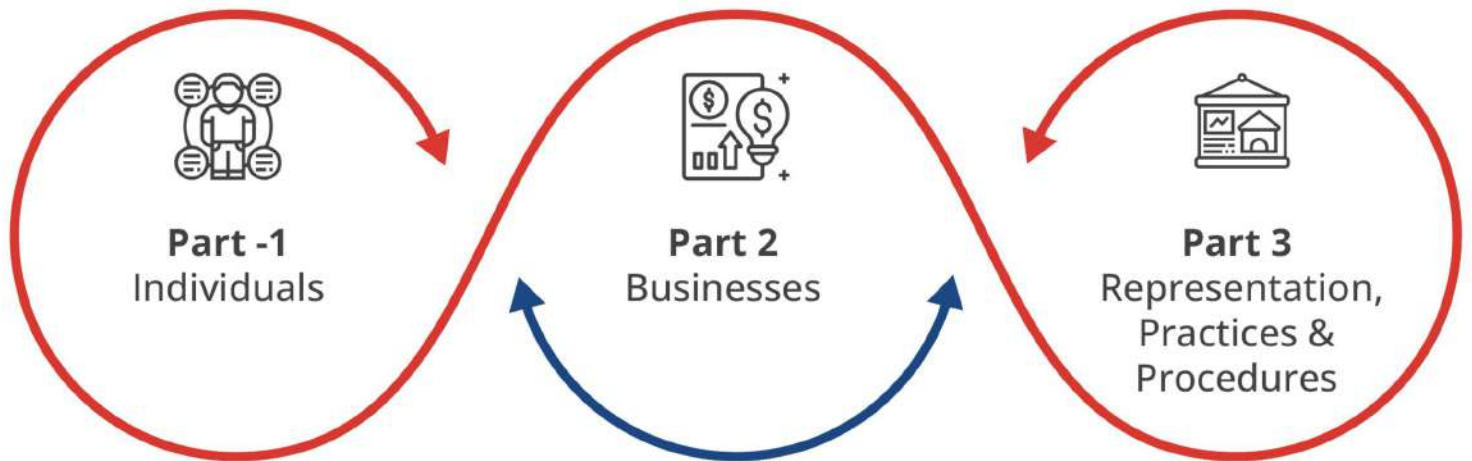 Part -1
Individuals
Part 2
Businesses
Part 3
Representation,
Practices &
Procedures